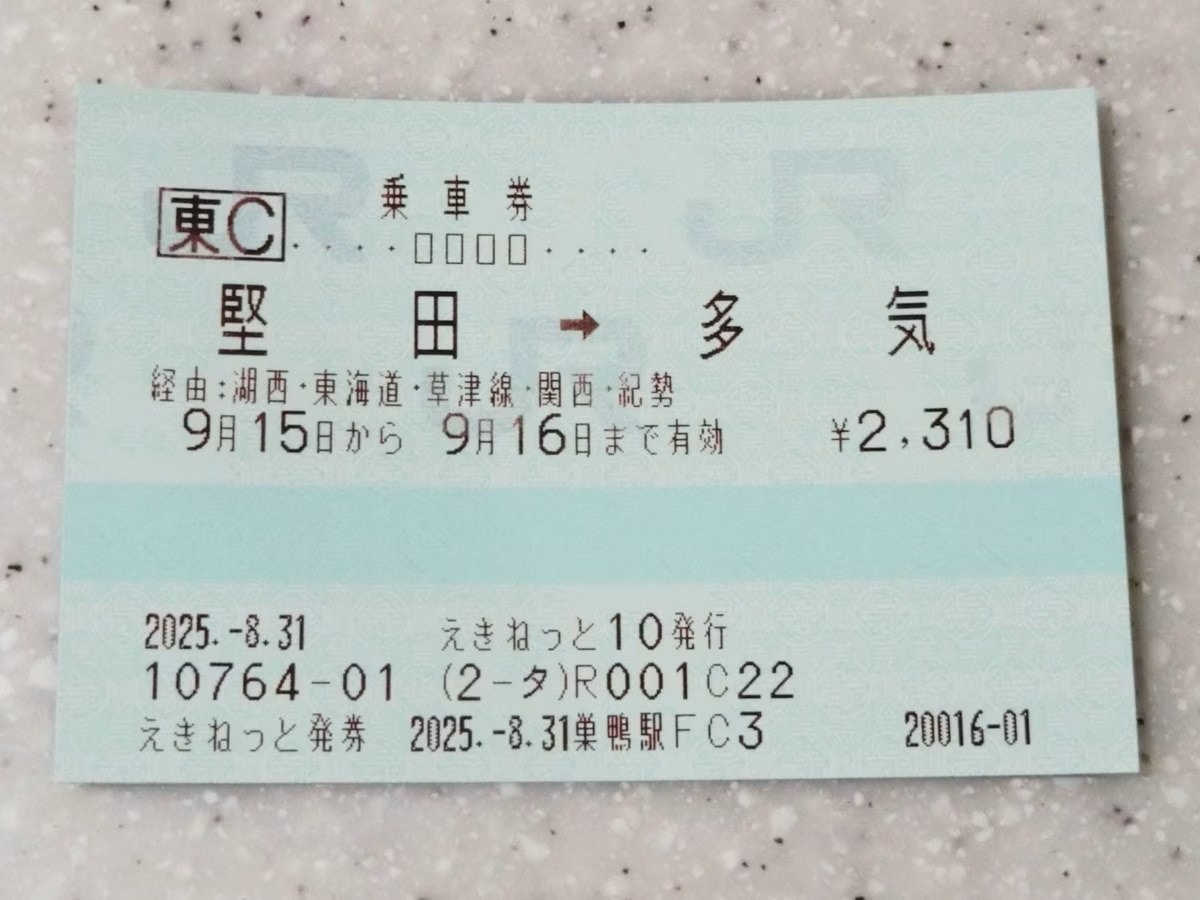 乗車券
東C ····▯▯▯▯····
堅田 → 多気
経由:湖西・東海道・草津線・関西・紀勢
9月15日から 9月16日まで有効 ¥2,310
2025.-8.31 えきねっと10発行
10764-01 (2-タ)R001C22
えきねっと発券 2025.-8.31巣鴨駅FC3 20016-01